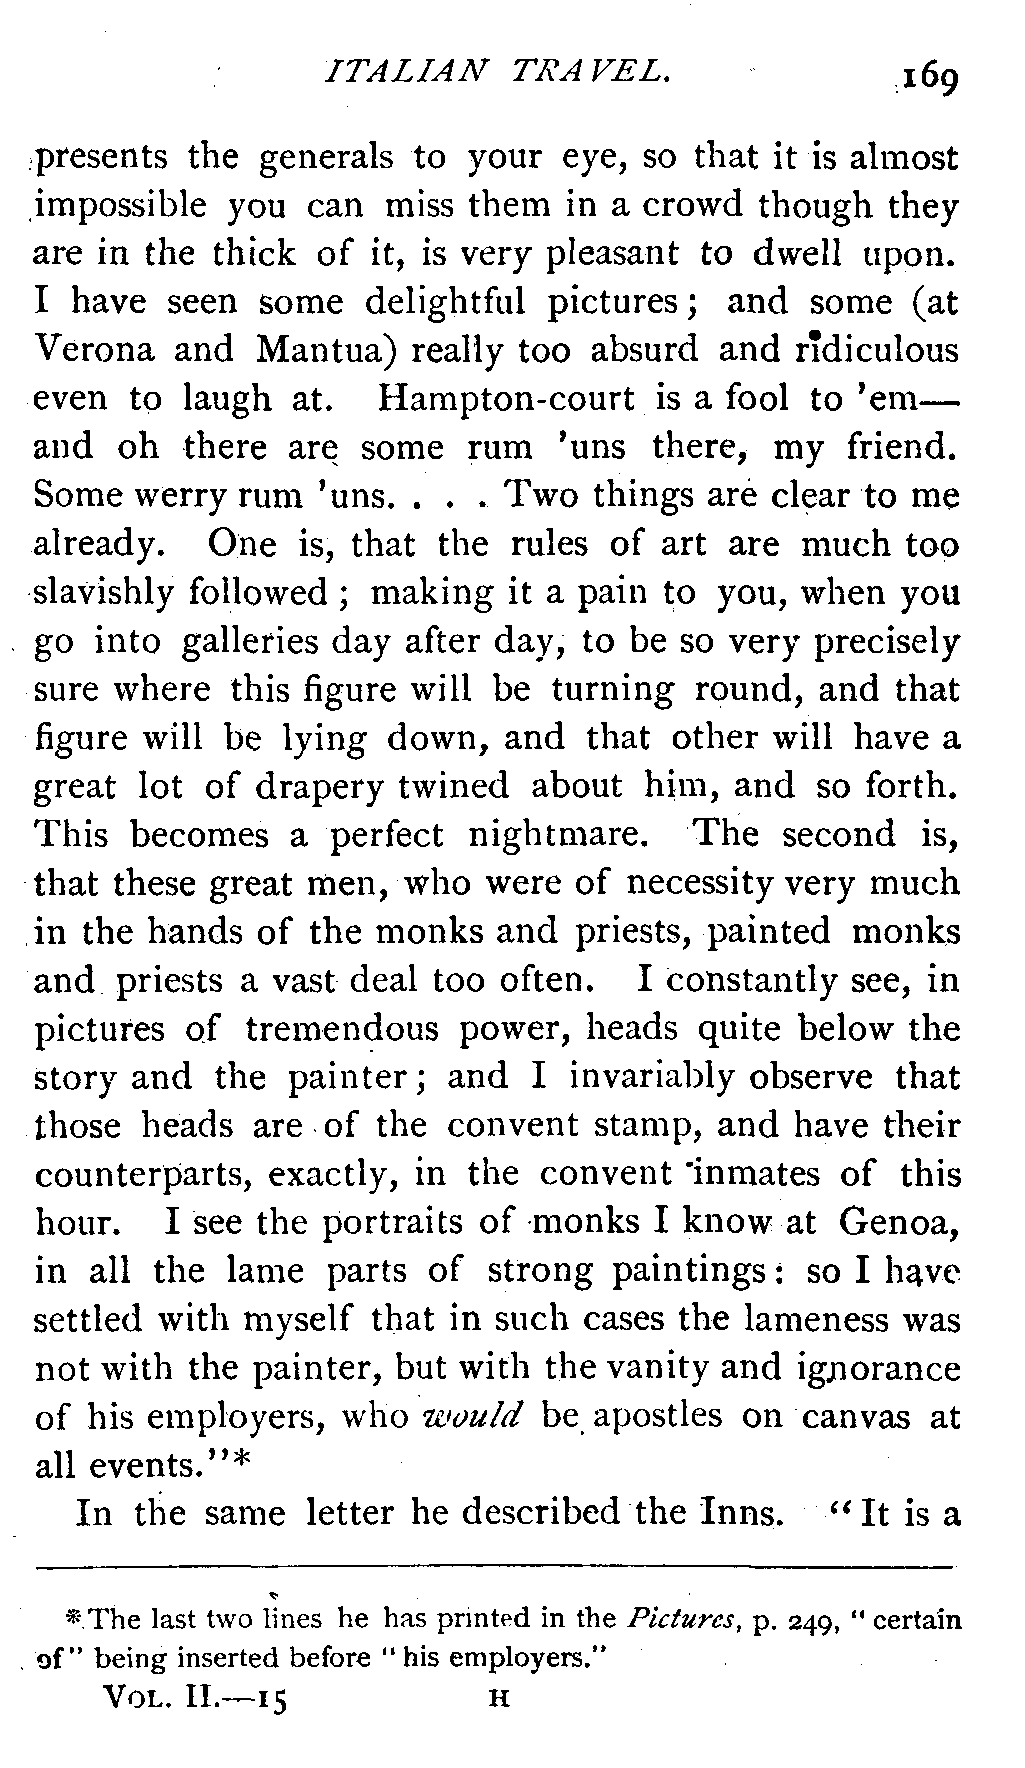 ITALIAN TRAVEL. 169
presents the generals to your eye, so that it is almost
impossible you can miss them in a crowd though they
are in the thick of it, is very pleasant to dwell upon.
I have seen some delightful pictures; and some (at
Verona and Mantua) really too absurd and ridiculous
even to laugh at. Hampton-court is a fool to 'em—
and oh there are some rum 'uns there, my friend.
Some werry rum 'uns. . . . Two things are clear to me
already. One is, that the rules of art are much too
slavishly followed; making it a pain to you, when you
go into galleries day after day, to be so very precisely
sure where this figure will be turning round, and that
figure will be lying down, and that other will have a
great lot of drapery twined about him, and so forth.
This becomes a perfect nightmare. The second is,
that these great men, who were of necessity very much
in the hands of the monks and priests, painted monks
and priests a vast deal too often. I constantly see, in
pictures of tremendous power, heads quite below the
story and the painter; and I invariably observe that
those heads are of the convent stamp, and have their
counterparts, exactly, in the convent inmates of this
hour. I see the portraits of monks I know at Genoa,
in all the lame parts of strong paintings: so I have
settled with myself that in such cases the lameness was
not with the painter, but with the vanity and ignorance
of his employers, who would be apostles on canvas at
all events."*
In the same letter he described the Inns. "It is a
* The last two lines he has printed in the Pictures, p. 249, "certain
of" being inserted before "his employers."
VOL. II.—15 H